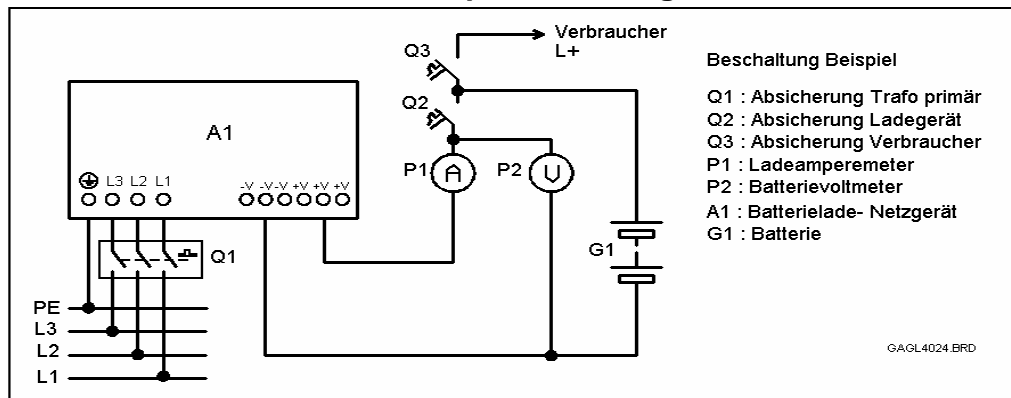 Verbraucher
L+
Q3
Q2
P1
A
P2
V
G1
A1
L3 L2 L1
-V -V -V +V +V +V
Q1
PE
L3
L2
L1
Beschaltung Beispiel
Q1 : Absicherung Trafo primär
Q2 : Absicherung Ladegerät
Q3 : Absicherung Verbraucher
P1 : Ladeamperemeter
P2 : Batterievoltmeter
A1 : Batterielade- Netzgerät
G1 : Batterie
GAGL4024.BRD